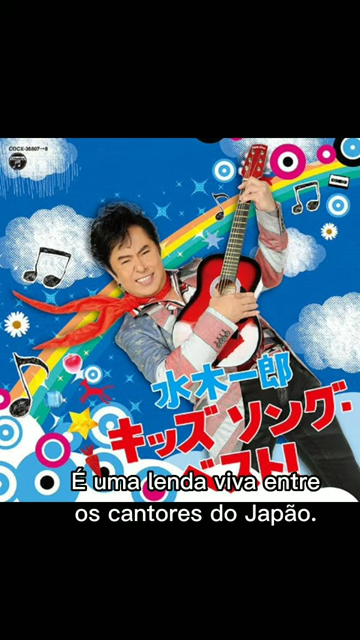 COCX-36807→8
水木一郎
キッズ ソング・
ベスト!
É uma lenda viva entre
os cantores do Japão.